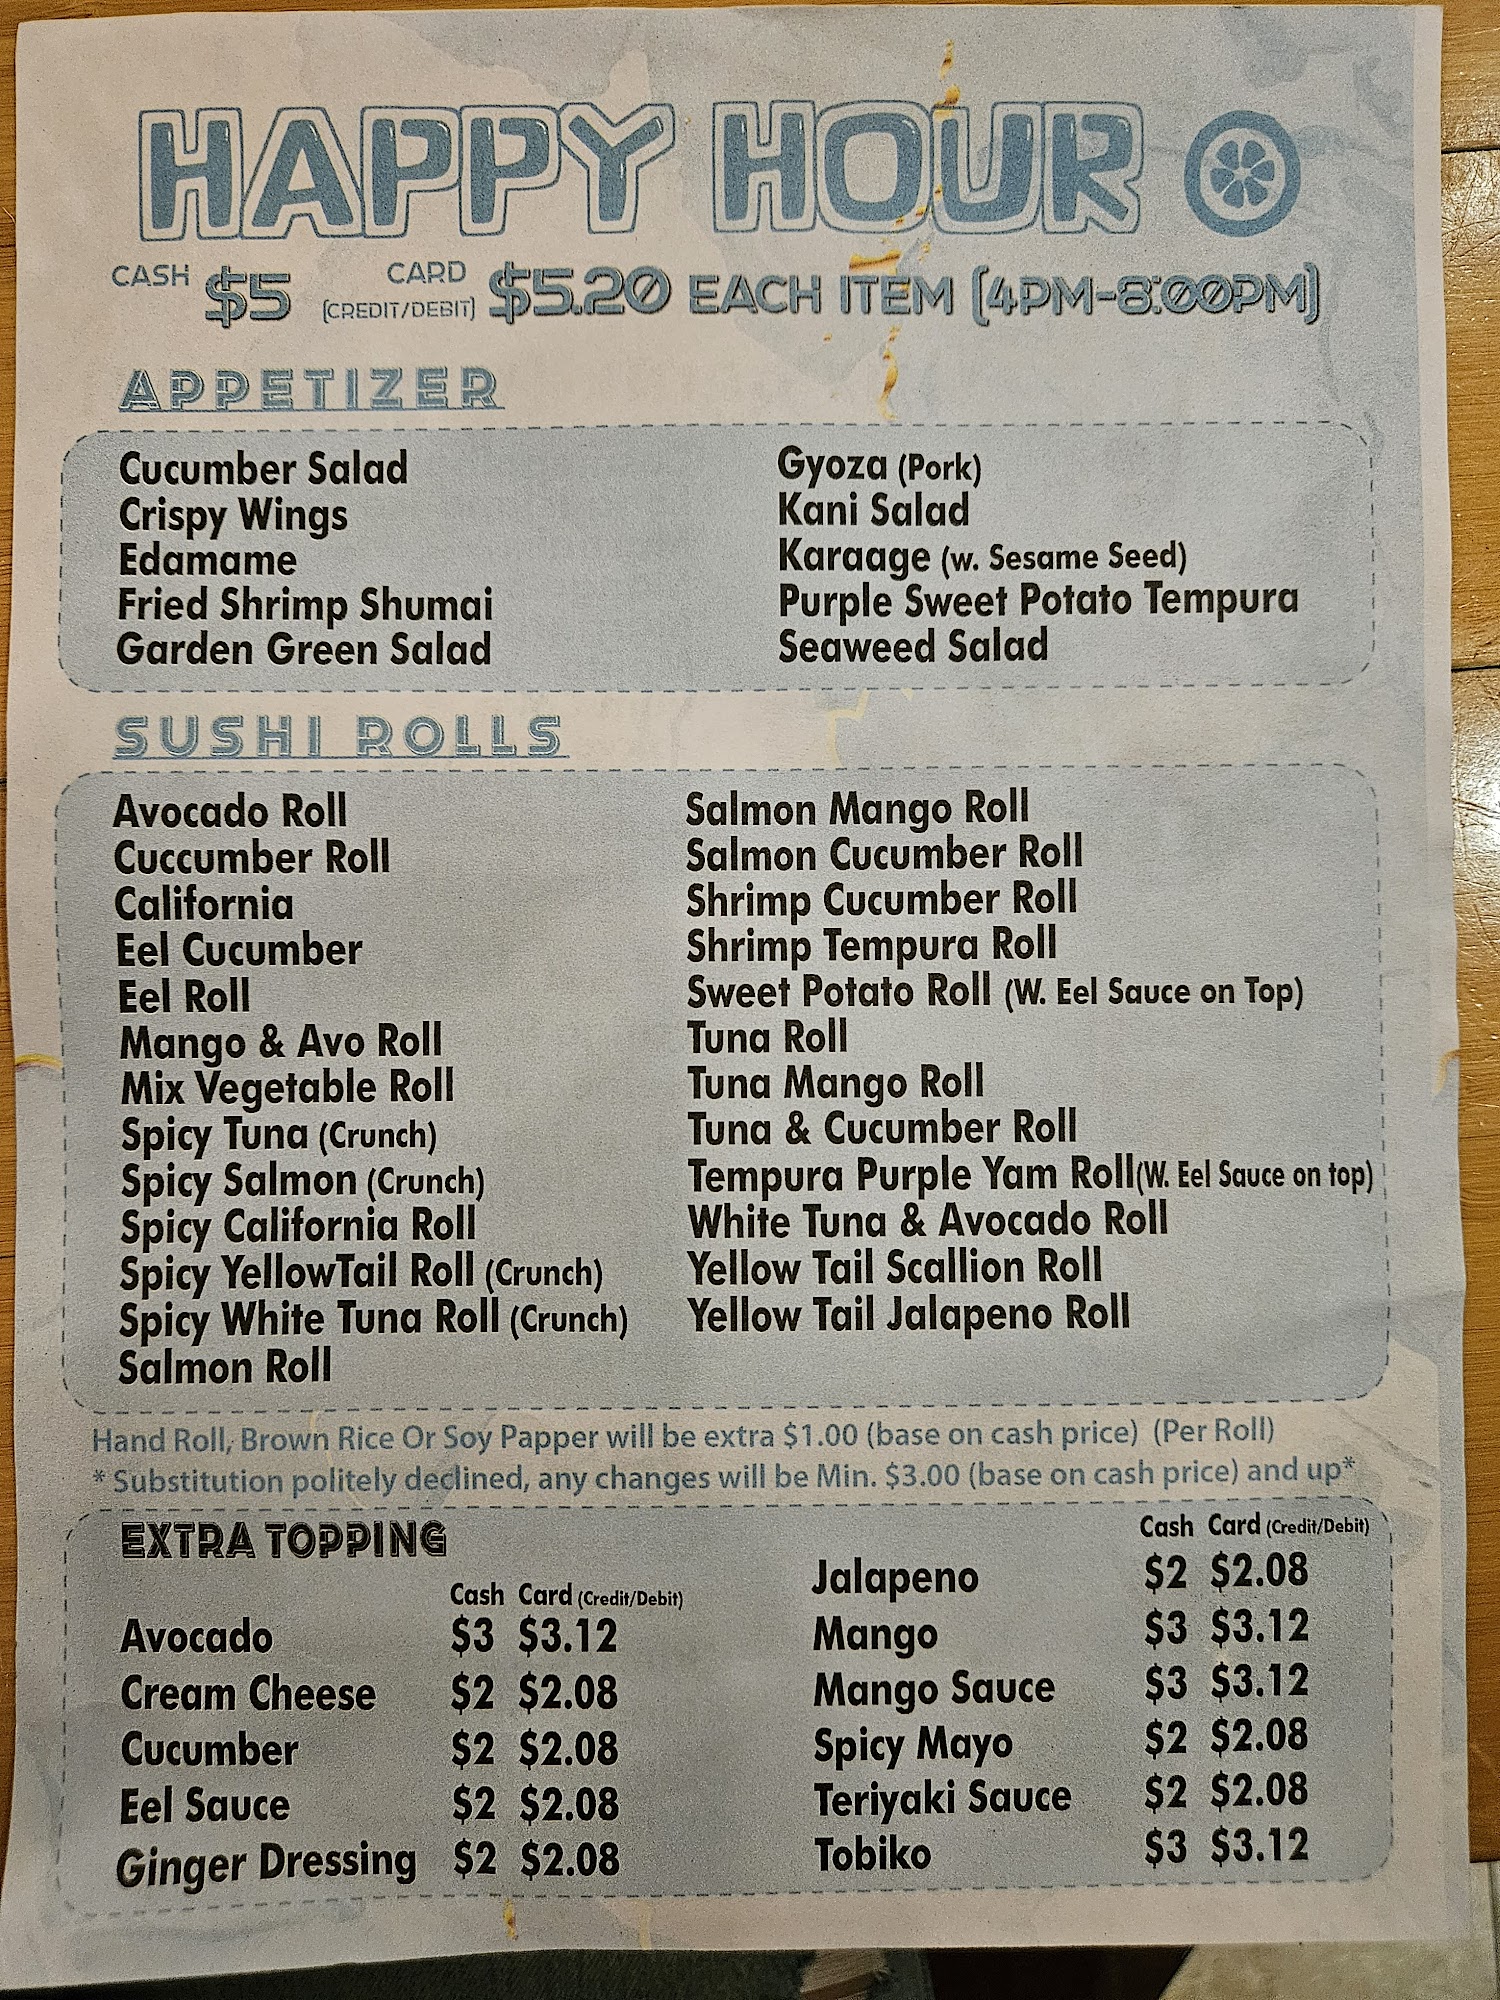 HAPPY HOUR
CASH $5 CARD (CREDIT/DEBIT) $5.20 EACH ITEM (4PM-8:00PM)
APPETIZER
Cucumber Salad
Crispy Wings
Edamame
Fried Shrimp Shumai
Garden Green Salad
Gyoza (Pork)
Kani Salad
Karaage (w. Sesame Seed)
Purple Sweet Potato Tempura
Seaweed Salad
SUSHI ROLLS
Avocado Roll
Cuccumber Roll
California
Eel Cucumber
Eel Roll
Mango & Avo Roll
Mix Vegetable Roll
Spicy Tuna (Crunch)
Spicy Salmon (Crunch)
Spicy California Roll
Spicy YellowTail Roll (Crunch)
Spicy White Tuna Roll (Crunch)
Salmon Roll
Salmon Mango Roll
Salmon Cucumber Roll
Shrimp Cucumber Roll
Shrimp Tempura Roll
Sweet Potato Roll (W. Eel Sauce on Top)
Tuna Roll
Tuna Mango Roll
Tuna & Cucumber Roll
Tempura Purple Yam Roll(W. Eel Sauce on top)
White Tuna & Avocado Roll
Yellow Tail Scallion Roll
Yellow Tail Jalapeno Roll
Hand Roll, Brown Rice Or Soy Papper will be extra $1.00 (base on cash price) (Per Roll)
* Substitution politely declined, any changes will be Min. $3.00 (base on cash price) and up*
EXTRA TOPPING
Cash Card (Credit/Debit)
Avocado $3 $3.12
Cream Cheese $2 $2.08
Cucumber $2 $2.08
Eel Sauce $2 $2.08
Ginger Dressing $2 $2.08
Cash Card (Credit/Debit)
Jalapeno $2 $2.08
Mango $3 $3.12
Mango Sauce $3 $3.12
Spicy Mayo $2 $2.08
Teriyaki Sauce $2 $2.08
Tobiko $3 $3.12